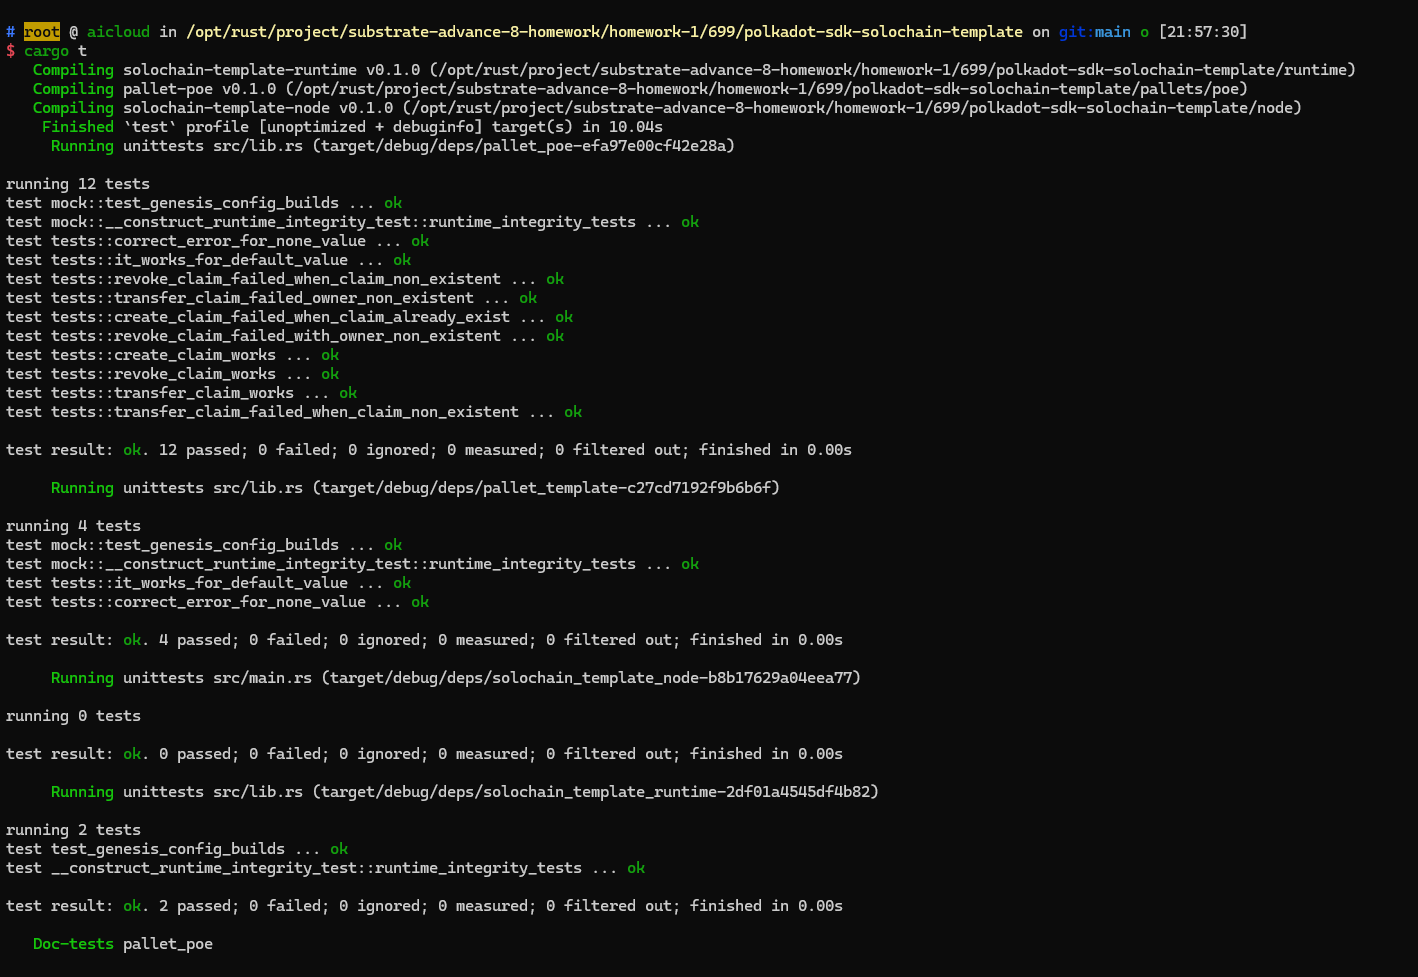 # root @ aicloud in /opt/rust/project/substrate-advance-8-homework/homework-1/699/polkadot-sdk-solochain-template on git:main o [21:57:30]
$ cargo t
   Compiling solochain-template-runtime v0.1.0 (/opt/rust/project/substrate-advance-8-homework/homework-1/699/polkadot-sdk-solochain-template/runtime)
   Compiling pallet-poe v0.1.0 (/opt/rust/project/substrate-advance-8-homework/homework-1/699/polkadot-sdk-solochain-template/pallets/poe)
   Compiling solochain-template-node v0.1.0 (/opt/rust/project/substrate-advance-8-homework/homework-1/699/polkadot-sdk-solochain-template/node)
    Finished `test` profile [unoptimized + debuginfo] target(s) in 10.04s
     Running unittests src/lib.rs (target/debug/deps/pallet_poe-efa97e00cf42e28a)

running 12 tests
test mock::test_genesis_config_builds ... ok
test mock::__construct_runtime_integrity_test::runtime_integrity_tests ... ok
test tests::correct_error_for_none_value ... ok
test tests::it_works_for_default_value ... ok
test tests::revoke_claim_failed_when_claim_non_existent ... ok
test tests::transfer_claim_failed_owner_non_existent ... ok
test tests::create_claim_failed_when_claim_already_exist ... ok
test tests::revoke_claim_failed_with_owner_non_existent ... ok
test tests::create_claim_works ... ok
test tests::revoke_claim_works ... ok
test tests::transfer_claim_works ... ok
test tests::transfer_claim_failed_when_claim_non_existent ... ok

test result: ok. 12 passed; 0 failed; 0 ignored; 0 measured; 0 filtered out; finished in 0.00s

     Running unittests src/lib.rs (target/debug/deps/pallet_template-c27cd7192f9b6b6f)

running 4 tests
test mock::test_genesis_config_builds ... ok
test mock::__construct_runtime_integrity_test::runtime_integrity_tests ... ok
test tests::it_works_for_default_value ... ok
test tests::correct_error_for_none_value ... ok

test result: ok. 4 passed; 0 failed; 0 ignored; 0 measured; 0 filtered out; finished in 0.00s

     Running unittests src/main.rs (target/debug/deps/solochain_template_node-b8b17629a04eea77)

running 0 tests

test result: ok. 0 passed; 0 failed; 0 ignored; 0 measured; 0 filtered out; finished in 0.00s

     Running unittests src/lib.rs (target/debug/deps/solochain_template_runtime-2df01a4545df4b82)

running 2 tests
test test_genesis_config_builds ... ok
test __construct_runtime_integrity_test::runtime_integrity_tests ... ok

test result: ok. 2 passed; 0 failed; 0 ignored; 0 measured; 0 filtered out; finished in 0.00s

   Doc-tests pallet_poe